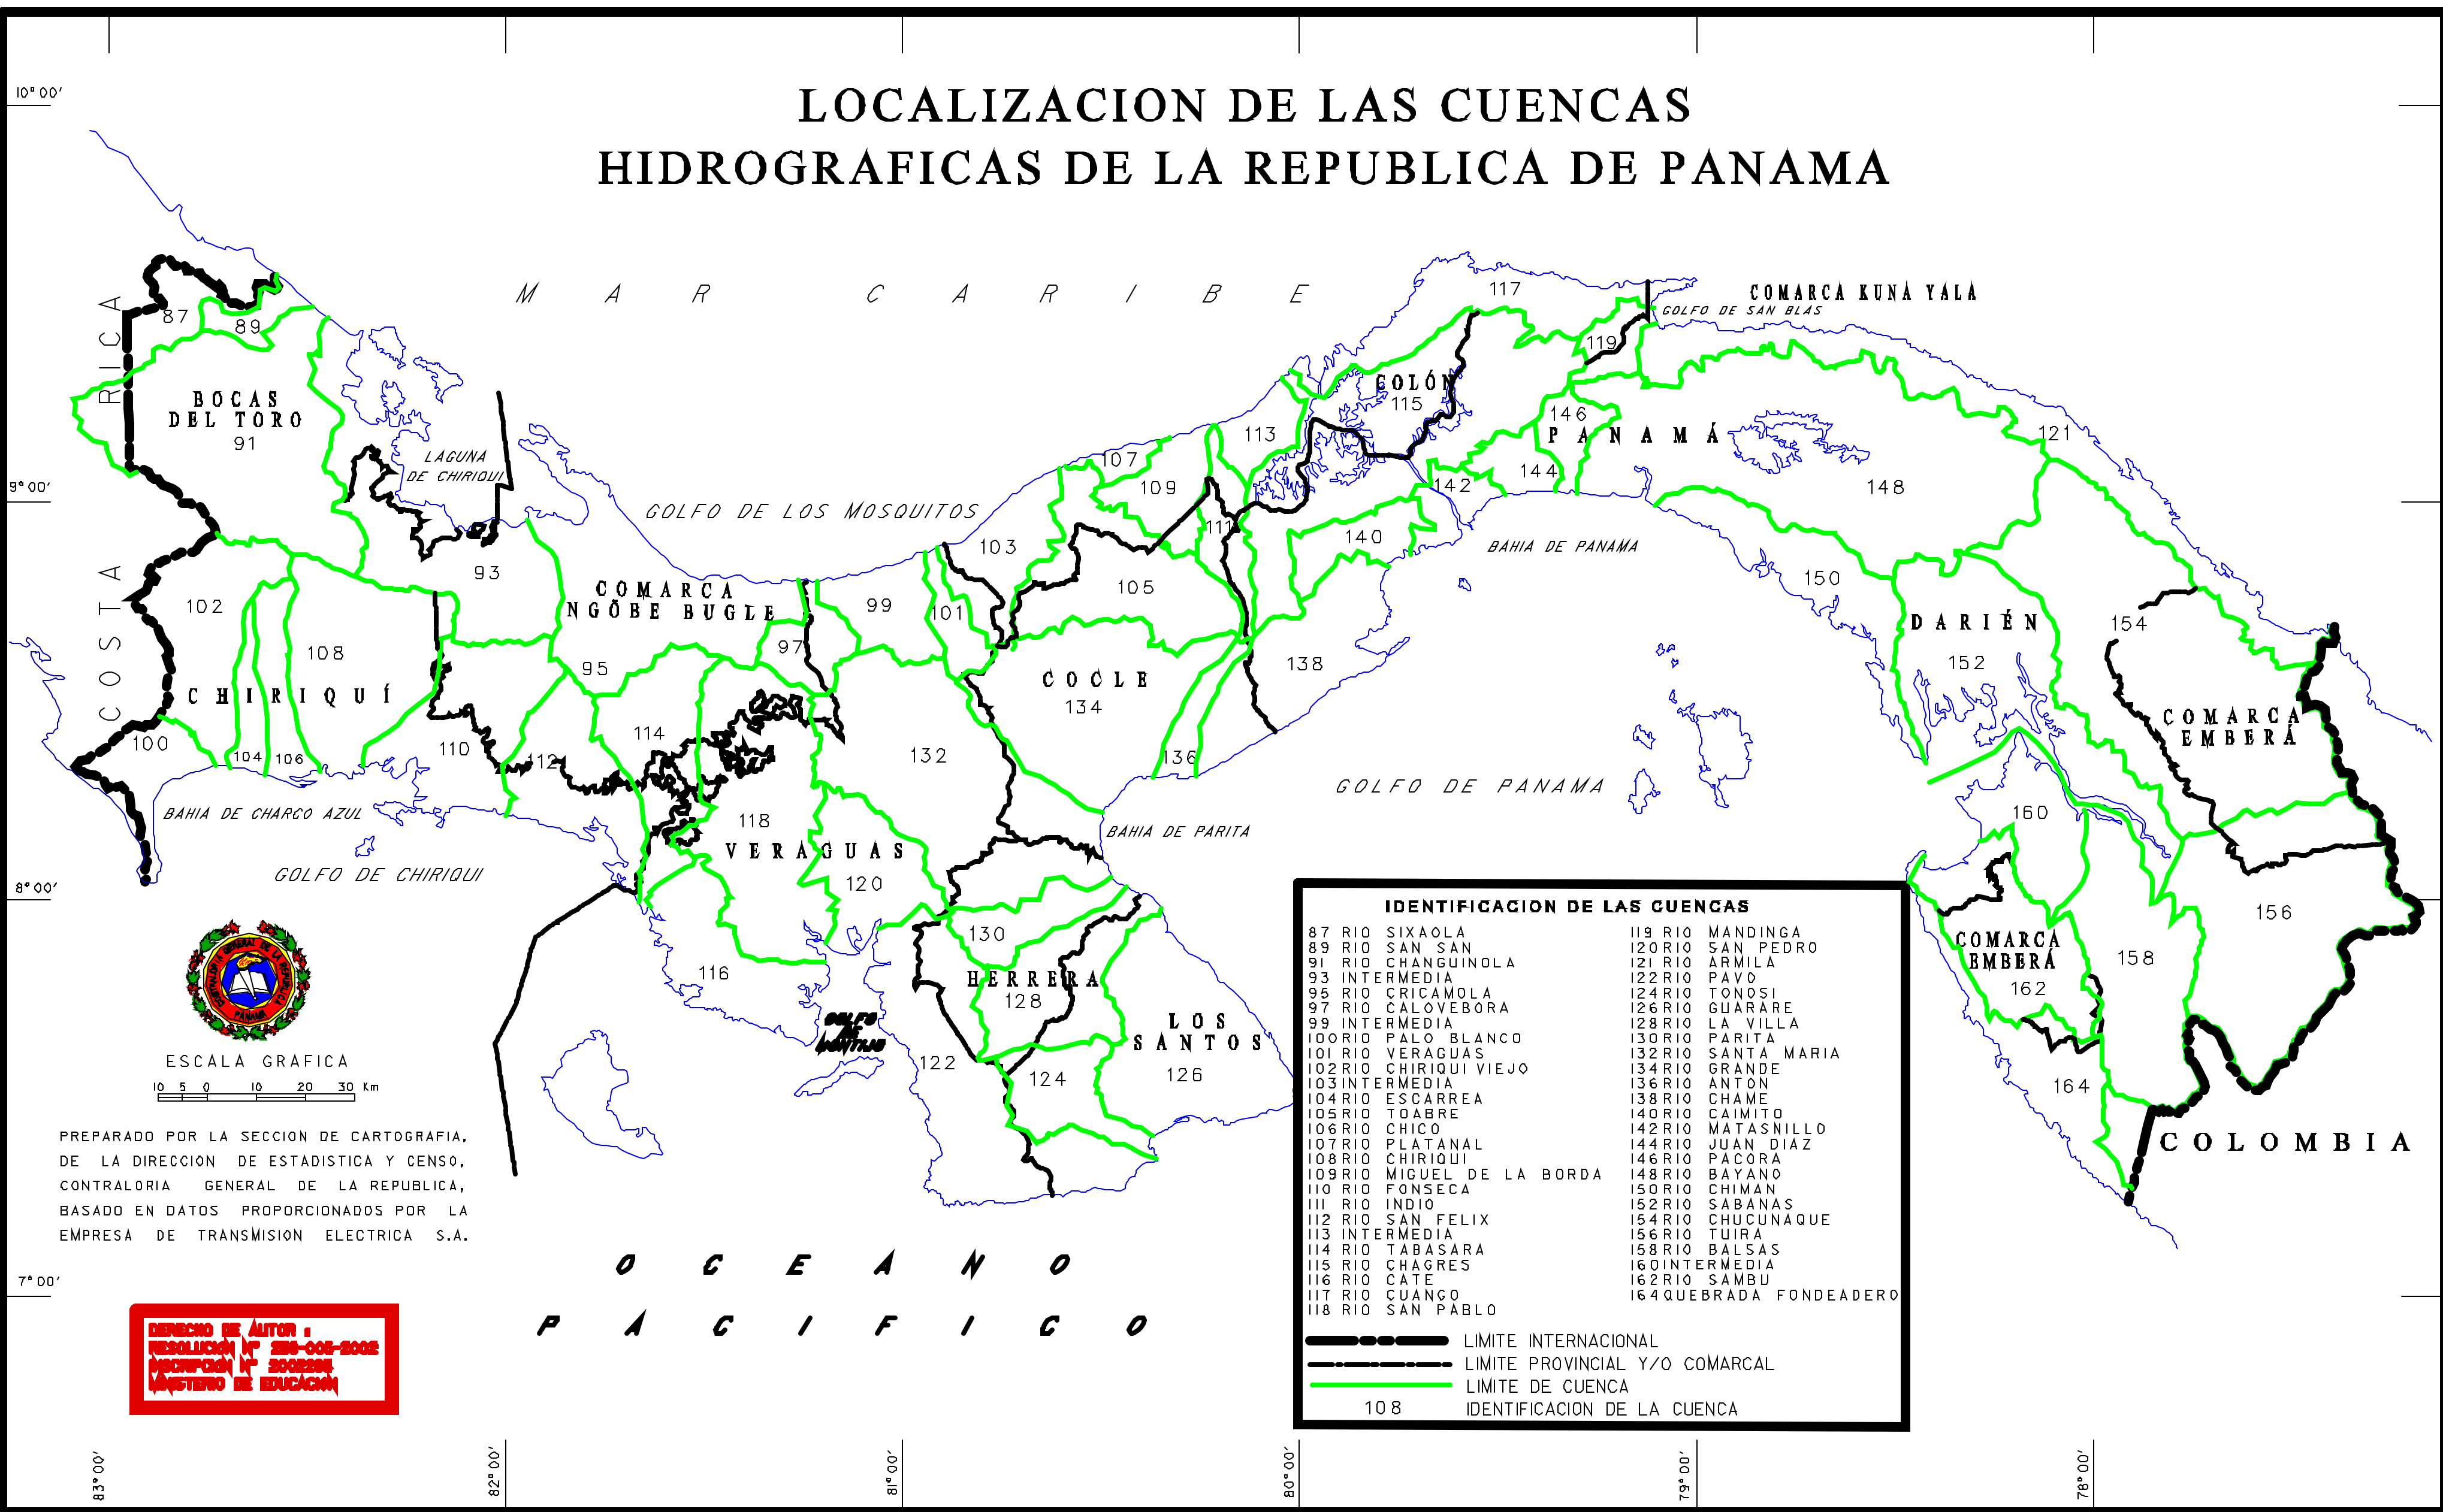 LOCALIZACION DE LAS CUENCAS
HIDROGRAFICAS DE LA REPUBLICA DE PANAMA
10° 00'
9° 00'
8° 00'
7° 00'
83° 00'
82° 00'
81° 00'
80° 00'
79° 00'
78° 00'
MAR CARIBE
COSTA RICA
COMARCA KUNA YALA
GOLFO DE SAN BLAS
117
87
89
119
BOCAS
DEL TORO
91
COLÓN
115
146
PANAMÁ
113
121
LAGUNA
DE CHIRIQUI
107
109
142
144
148
GOLFO DE LOS MOSQUITOS
111
103
140
BAHIA DE PANAMA
93
102
COMARCA
NGÖBE BUGLE
99
101
105
150
DARIÉN
154
108
97
95
138
152
CHIRIQUÍ
COCLE
134
COMARCA
EMBERÁ
100
104
106
110
112
114
132
136
GOLFO DE PANAMA
BAHIA DE CHARCO AZUL
118
BAHIA DE PARITA
160
VERAGUAS
GOLFO DE CHIRIQUI
120
156
130
COMARCA
EMBERÁ
158
116
HERRERA
128
162
GOLFO
DE
MONTIJO
LOS
SANTOS
122
124
126
164
COLOMBIA
CONTRALORIA GENERAL DE LA REPUBLICA
PANAMA
ESCALA GRAFICA
10 5 0 10 20 30 Km
PREPARADO POR LA SECCION DE CARTOGRAFIA,
DE LA DIRECCION DE ESTADISTICA Y CENSO,
CONTRALORIA GENERAL DE LA REPUBLICA,
BASADO EN DATOS PROPORCIONADOS POR LA
EMPRESA DE TRANSMISION ELECTRICA S.A.
OCEANO
PACIFICO
DERECHO DE AUTOR :
RESOLUCIÓN Nº
MINISTERIO DE EDUCACIÓN
IDENTIFICACION DE LAS CUENCAS
87 RIO SIXAOLA
89 RIO SAN SAN
91 RIO CHANGUINOLA
93 INTERMEDIA
95 RIO CRICAMOLA
97 RIO CALOVEBORA
99 INTERMEDIA
100 RIO PALO BLANCO
101 RIO VERAGUAS
102 RIO CHIRIQUI VIEJO
103 INTERMEDIA
104 RIO ESCARREA
105 RIO TOABRE
106 RIO CHICO
107 RIO PLATANAL
108 RIO CHIRIQUI
109 RIO MIGUEL DE LA BORDA
110 RIO FONSECA
111 RIO INDIO
112 RIO SAN FELIX
113 INTERMEDIA
114 RIO TABASARA
115 RIO CHAGRES
116 RIO CATE
117 RIO CUANGO
118 RIO SAN PABLO
119 RIO MANDINGA
120 RIO SAN PEDRO
121 RIO ARMILA
122 RIO PAVO
124 RIO TONOSI
126 RIO GUARARE
128 RIO LA VILLA
130 RIO PARITA
132 RIO SANTA MARIA
134 RIO GRANDE
136 RIO ANTON
138 RIO CHAME
140 RIO CAIMITO
142 RIO MATASNILLO
144 RIO JUAN DIAZ
146 RIO PACORA
148 RIO BAYANO
150 RIO CHIMAN
152 RIO SABANAS
154 RIO CHUCUNAQUE
156 RIO TUIRA
158 RIO BALSAS
160 INTERMEDIA
162 RIO SAMBU
164 QUEBRADA FONDEADERO
LIMITE INTERNACIONAL
LIMITE PROVINCIAL Y/O COMARCAL
LIMITE DE CUENCA
108 IDENTIFICACION DE LA CUENCA